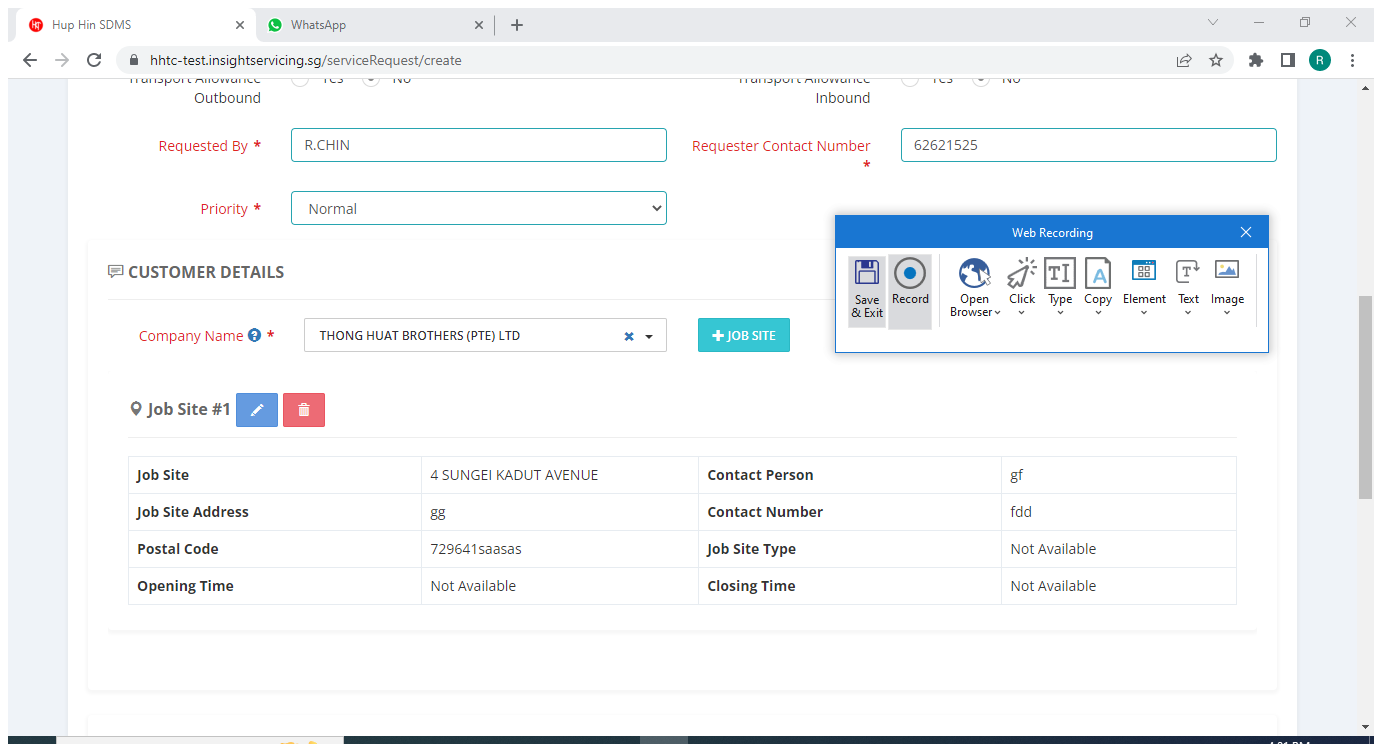 Hup Hin SDMS
WhatsApp
hhtc-test.insightservicing.sg/serviceRequest/create
R
Transport Allowance Outbound
Yes No
Transport Allowance Inbound
Yes No
Requested By *
R.CHIN
Requester Contact Number *
62621525
Priority *
Normal
Web Recording
Save & Exit
Record
Open Browser
Click
Type
Copy
Element
Text
Image
CUSTOMER DETAILS
Company Name ? *
THONG HUAT BROTHERS (PTE) LTD
JOB SITE
Job Site #1
Job Site 4 SUNGEI KADUT AVENUE Contact Person gf
Job Site Address gg Contact Number fdd
Postal Code 729641saasas Job Site Type Not Available
Opening Time Not Available Closing Time Not Available